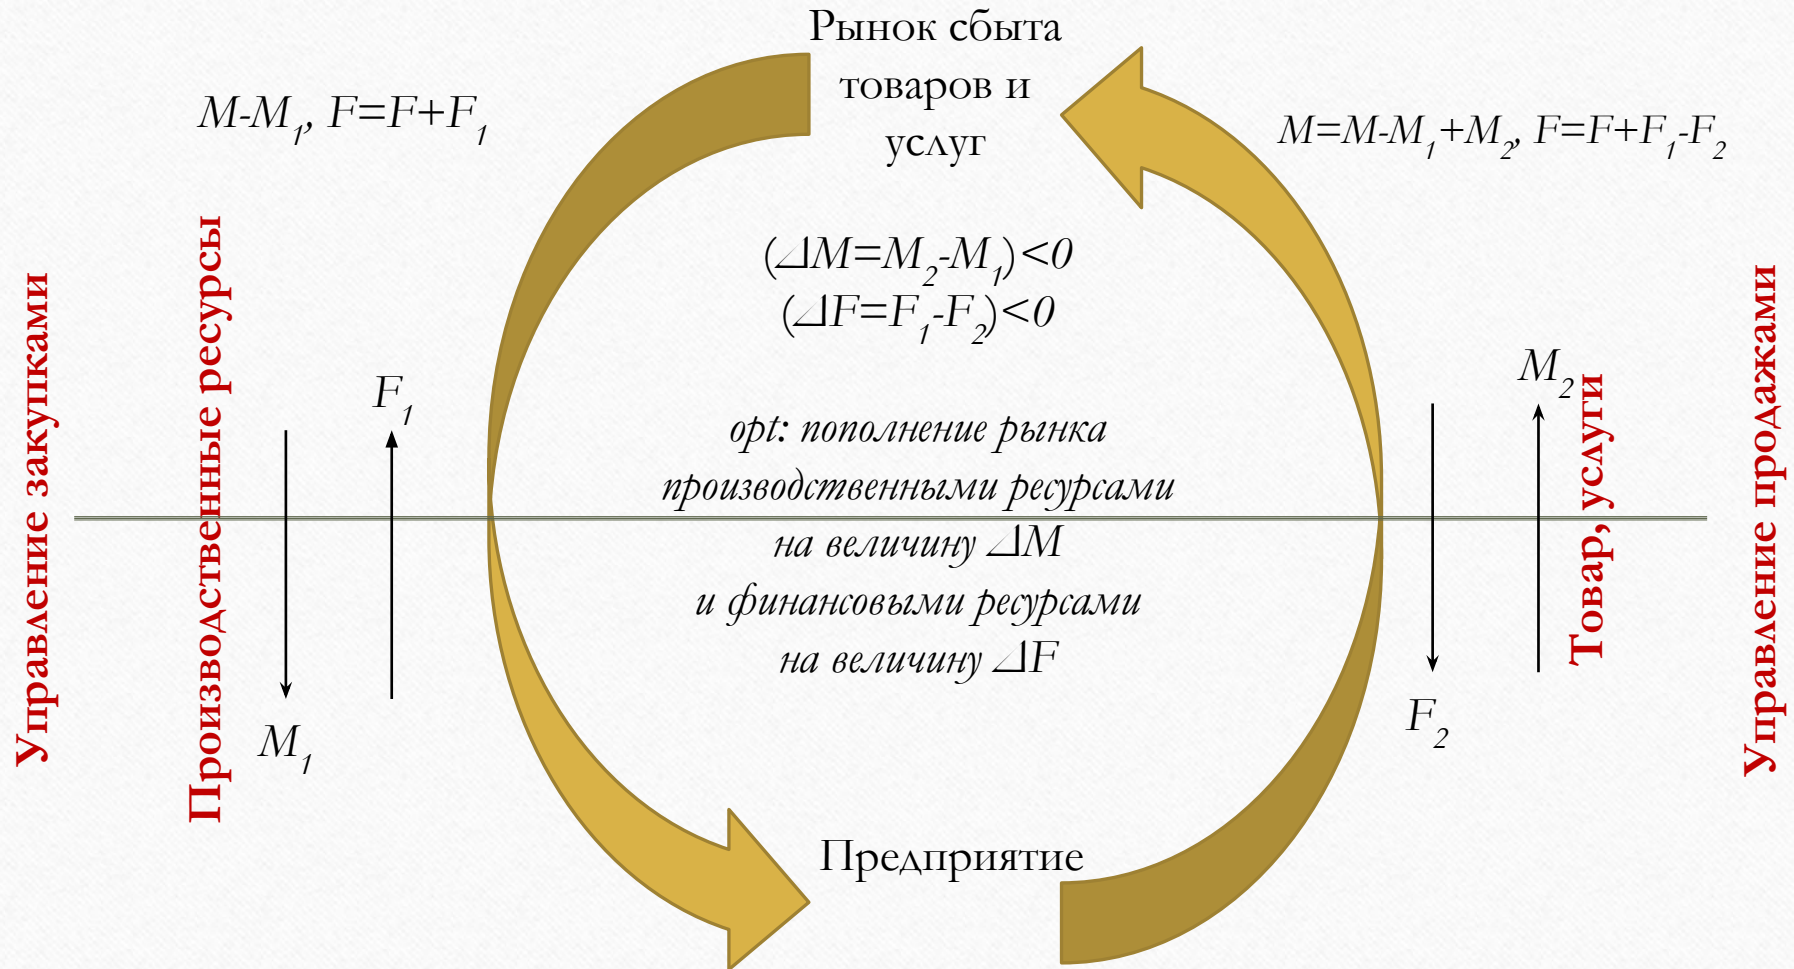 Рынок сбыта
товаров и
услуг
M-M₁, F=F+F₁
M=M-M₁+M₂, F=F+F₁-F₂
(⊿M=M₂-M₁)<0
(⊿F=F₁-F₂)<0
Управление закупками
Производственные ресурсы
F₁
M₁
opt: пополнение рынка
производственными ресурсами
на величину ⊿M
и финансовыми ресурсами
на величину ⊿F
M₂
F₂
Товар, услуги
Управление продажами
Предприятие